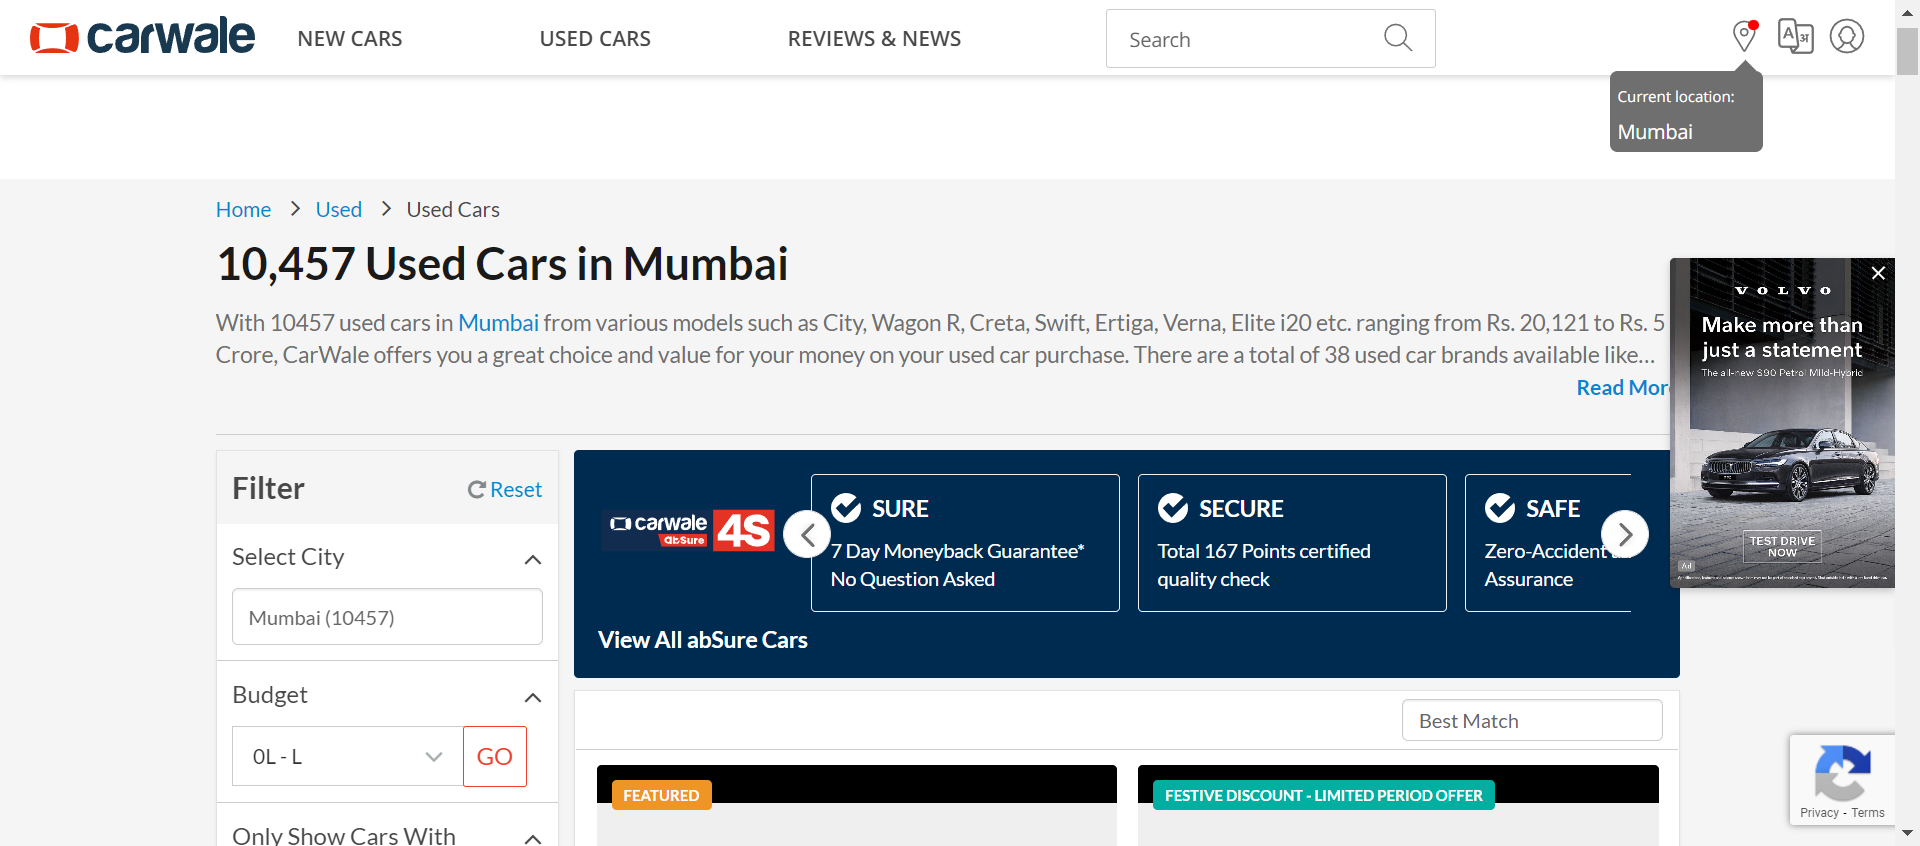 carwale NEW CARS USED CARS REVIEWS & NEWS Search
Current location:
Mumbai
Home > Used > Used Cars
10,457 Used Cars in Mumbai
With 10457 used cars in Mumbai from various models such as City, Wagon R, Creta, Swift, Ertiga, Verna, Elite i20 etc. ranging from Rs. 20,121 to Rs. 5
Crore, CarWale offers you a great choice and value for your money on your used car purchase. There are a total of 38 used car brands available like...
Read More
VOLVO
Make more than
just a statement
The all-new S90 Petrol Mild-Hybrid
TEST DRIVE
NOW
Ad
Filter Reset
Select City
Mumbai (10457)
Budget
0L - L GO
Only Show Cars With
carwale
abSure 4S
SURE
7 Day Moneyback Guarantee*
No Question Asked
SECURE
Total 167 Points certified
quality check
SAFE
Zero-Accident
Assurance
View All abSure Cars
Best Match
FEATURED
FESTIVE DISCOUNT - LIMITED PERIOD OFFER
Privacy - Terms